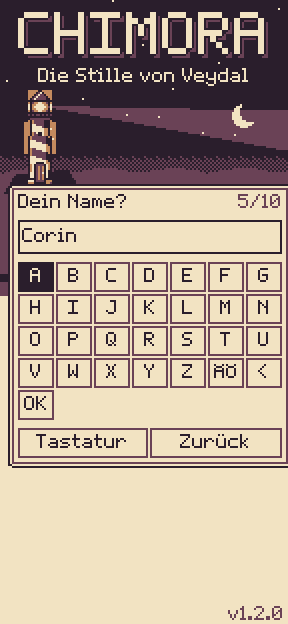 CHIMORA
Die Stille von Veydal
Dein Name? 5/10
Corin
A B C D E F G
H I J K L M N
O P Q R S T U
V W X Y Z ÄÖ <
OK
Tastatur Zurück
v1.2.0